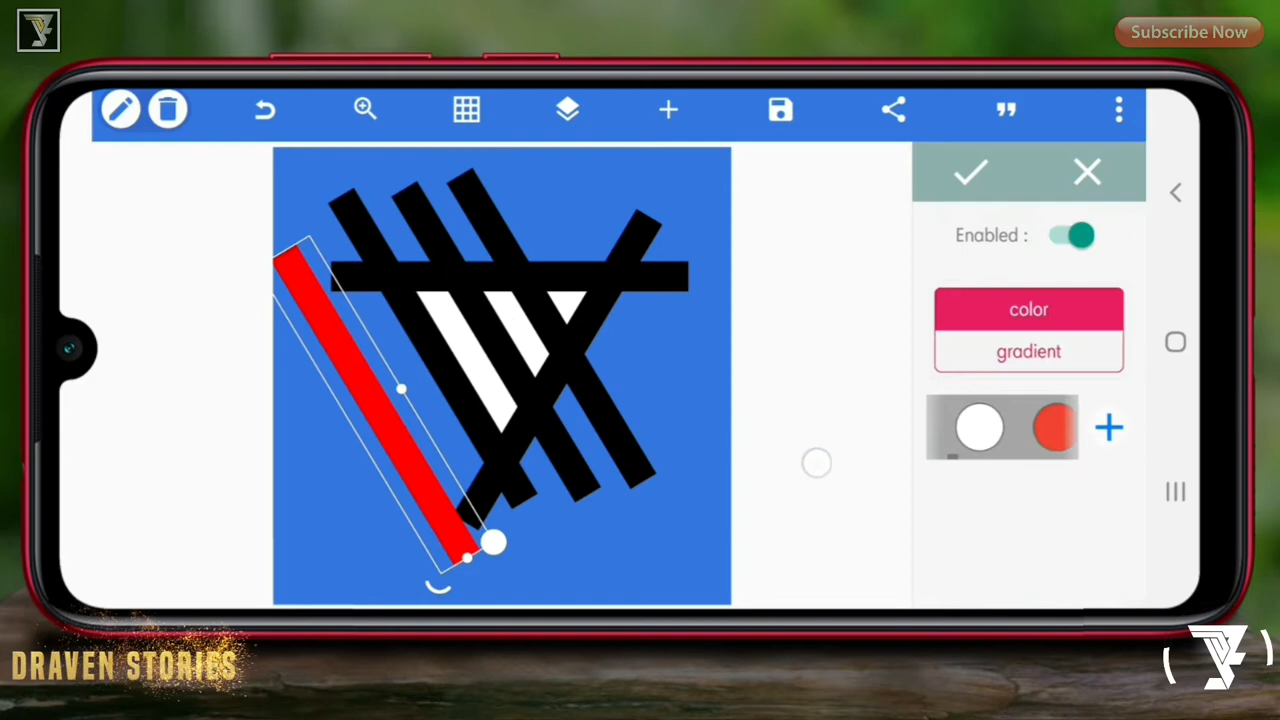 Subscribe Now
Enabled :
color
gradient
DRAVEN STORIES